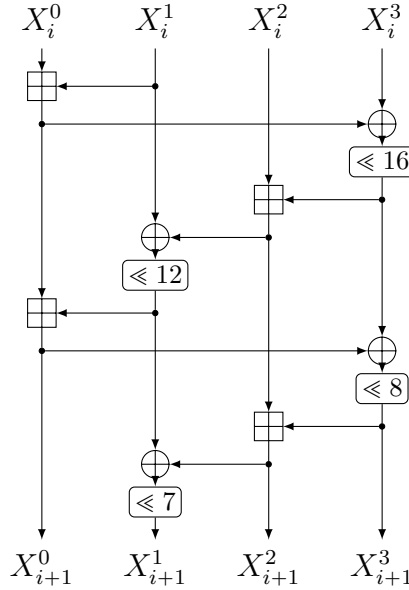 $X_i^0$ $X_i^1$ $X_i^2$ $X_i^3$
⋘ 16
⋘ 12
⋘ 8
⋘ 7
$X_{i+1}^0$ $X_{i+1}^1$ $X_{i+1}^2$ $X_{i+1}^3$